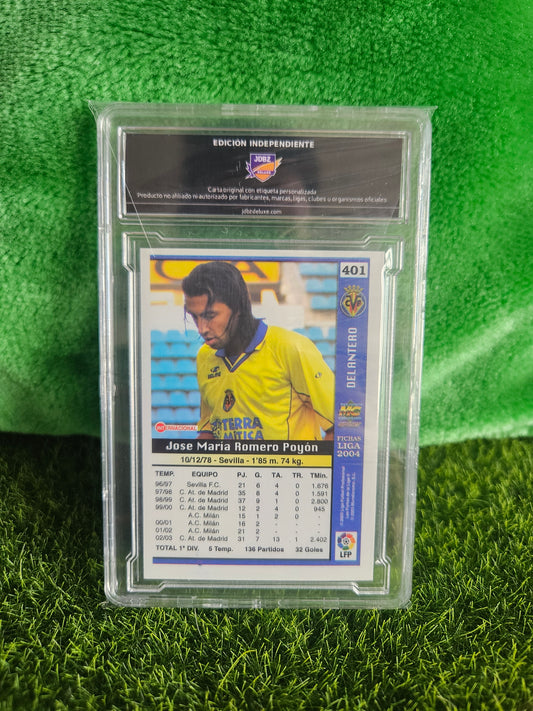 EDICIÓN INDEPENDIENTE
JDBZ
DELUXE
Carta original con etiqueta personalizada
Producto no afiliado ni autorizado por fabricantes, marcas, ligas, clubes u organismos oficiales
jdbzdeluxe.com
401
DELANTERO
FICHAS
LIGA
2004
LFP
TERRA
MÍTICA
Jose Maria Romero Poyón
10/12/78 - Sevilla - 1'85 m. 74 kg.
TEMP. EQUIPO PJ. G. TA. TR. TMin.
96/97 Sevilla F.C. 21 6 4 0 1.676
97/98 C. At. de Madrid 35 8 4 0 1.591
98/99 C. At. de Madrid 37 9 1 0 2.800
99/00 C. At. de Madrid 12 2 4 0 945
A.C. Milán 15 1 2 0 -
00/01 A.C. Milán 16 2 - - -
01/02 A.C. Milán 21 2 - - -
02/03 C. At. de Madrid 31 7 13 1 2.402
TOTAL 1ª DIV. 5 Temp. 136 Partidos 32 Goles